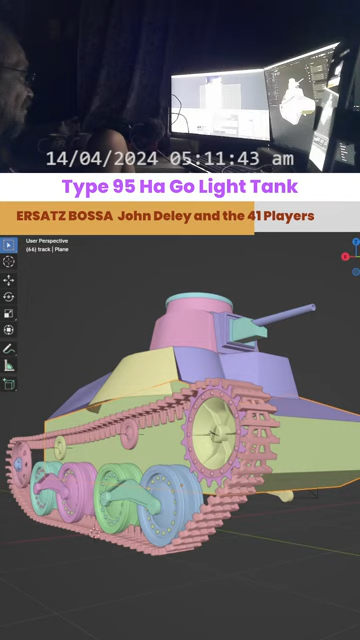 14/04/2024 05:11:43 am
Type 95 Ha Go Light Tank
ERSATZ BOSSA John Deley and the 41 Players
User Perspective
(66) track | Plane